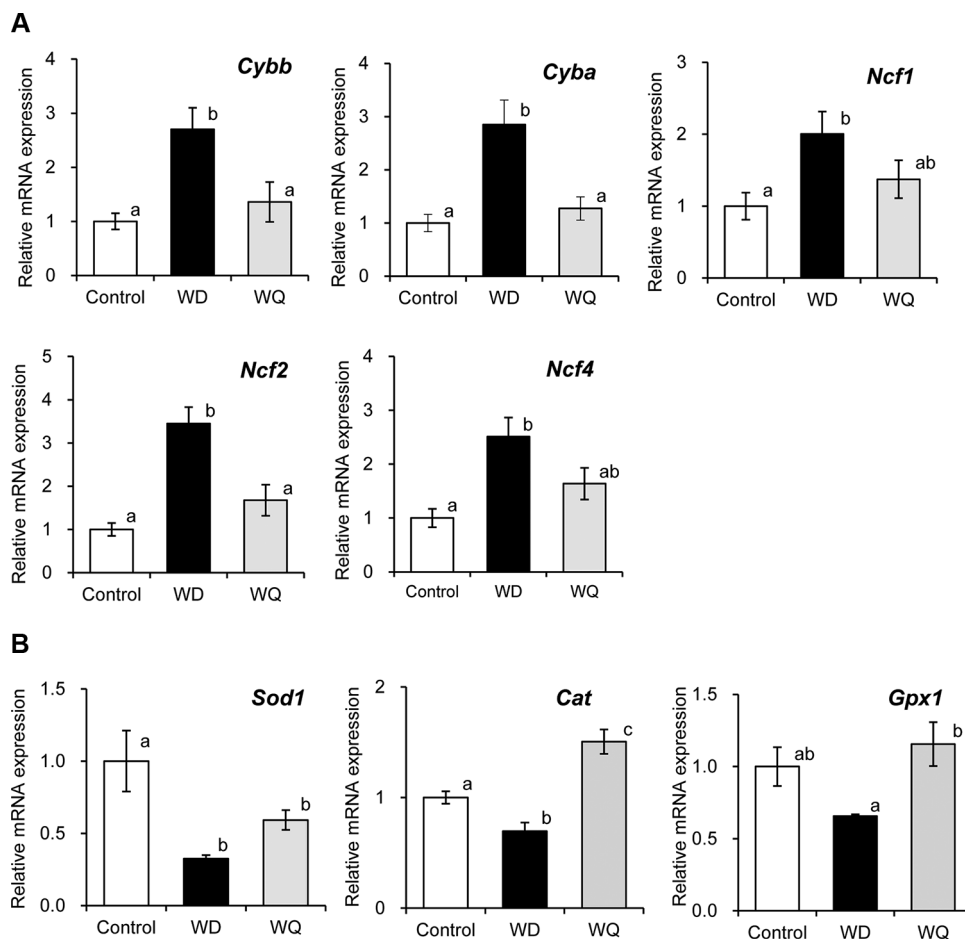 A
Relative mRNA expression
Cybb
4
3
2
1
0
a
b
a
Control WD WQ
Relative mRNA expression
Cyba
4
3
2
1
0
a
b
a
Control WD WQ
Relative mRNA expression
Ncf1
3
2
1
0
a
b
ab
Control WD WQ
Relative mRNA expression
Ncf2
5
4
3
2
1
0
a
b
a
Control WD WQ
Relative mRNA expression
Ncf4
4
3
2
1
0
a
b
ab
Control WD WQ
B
Relative mRNA expression
Sod1
1.5
1.0
0.5
0.0
a
b
b
Control WD WQ
Relative mRNA expression
Cat
2
1
0
a
b
c
Control WD WQ
Relative mRNA expression
Gpx1
1.5
1.0
0.5
0.0
ab
a
b
Control WD WQ